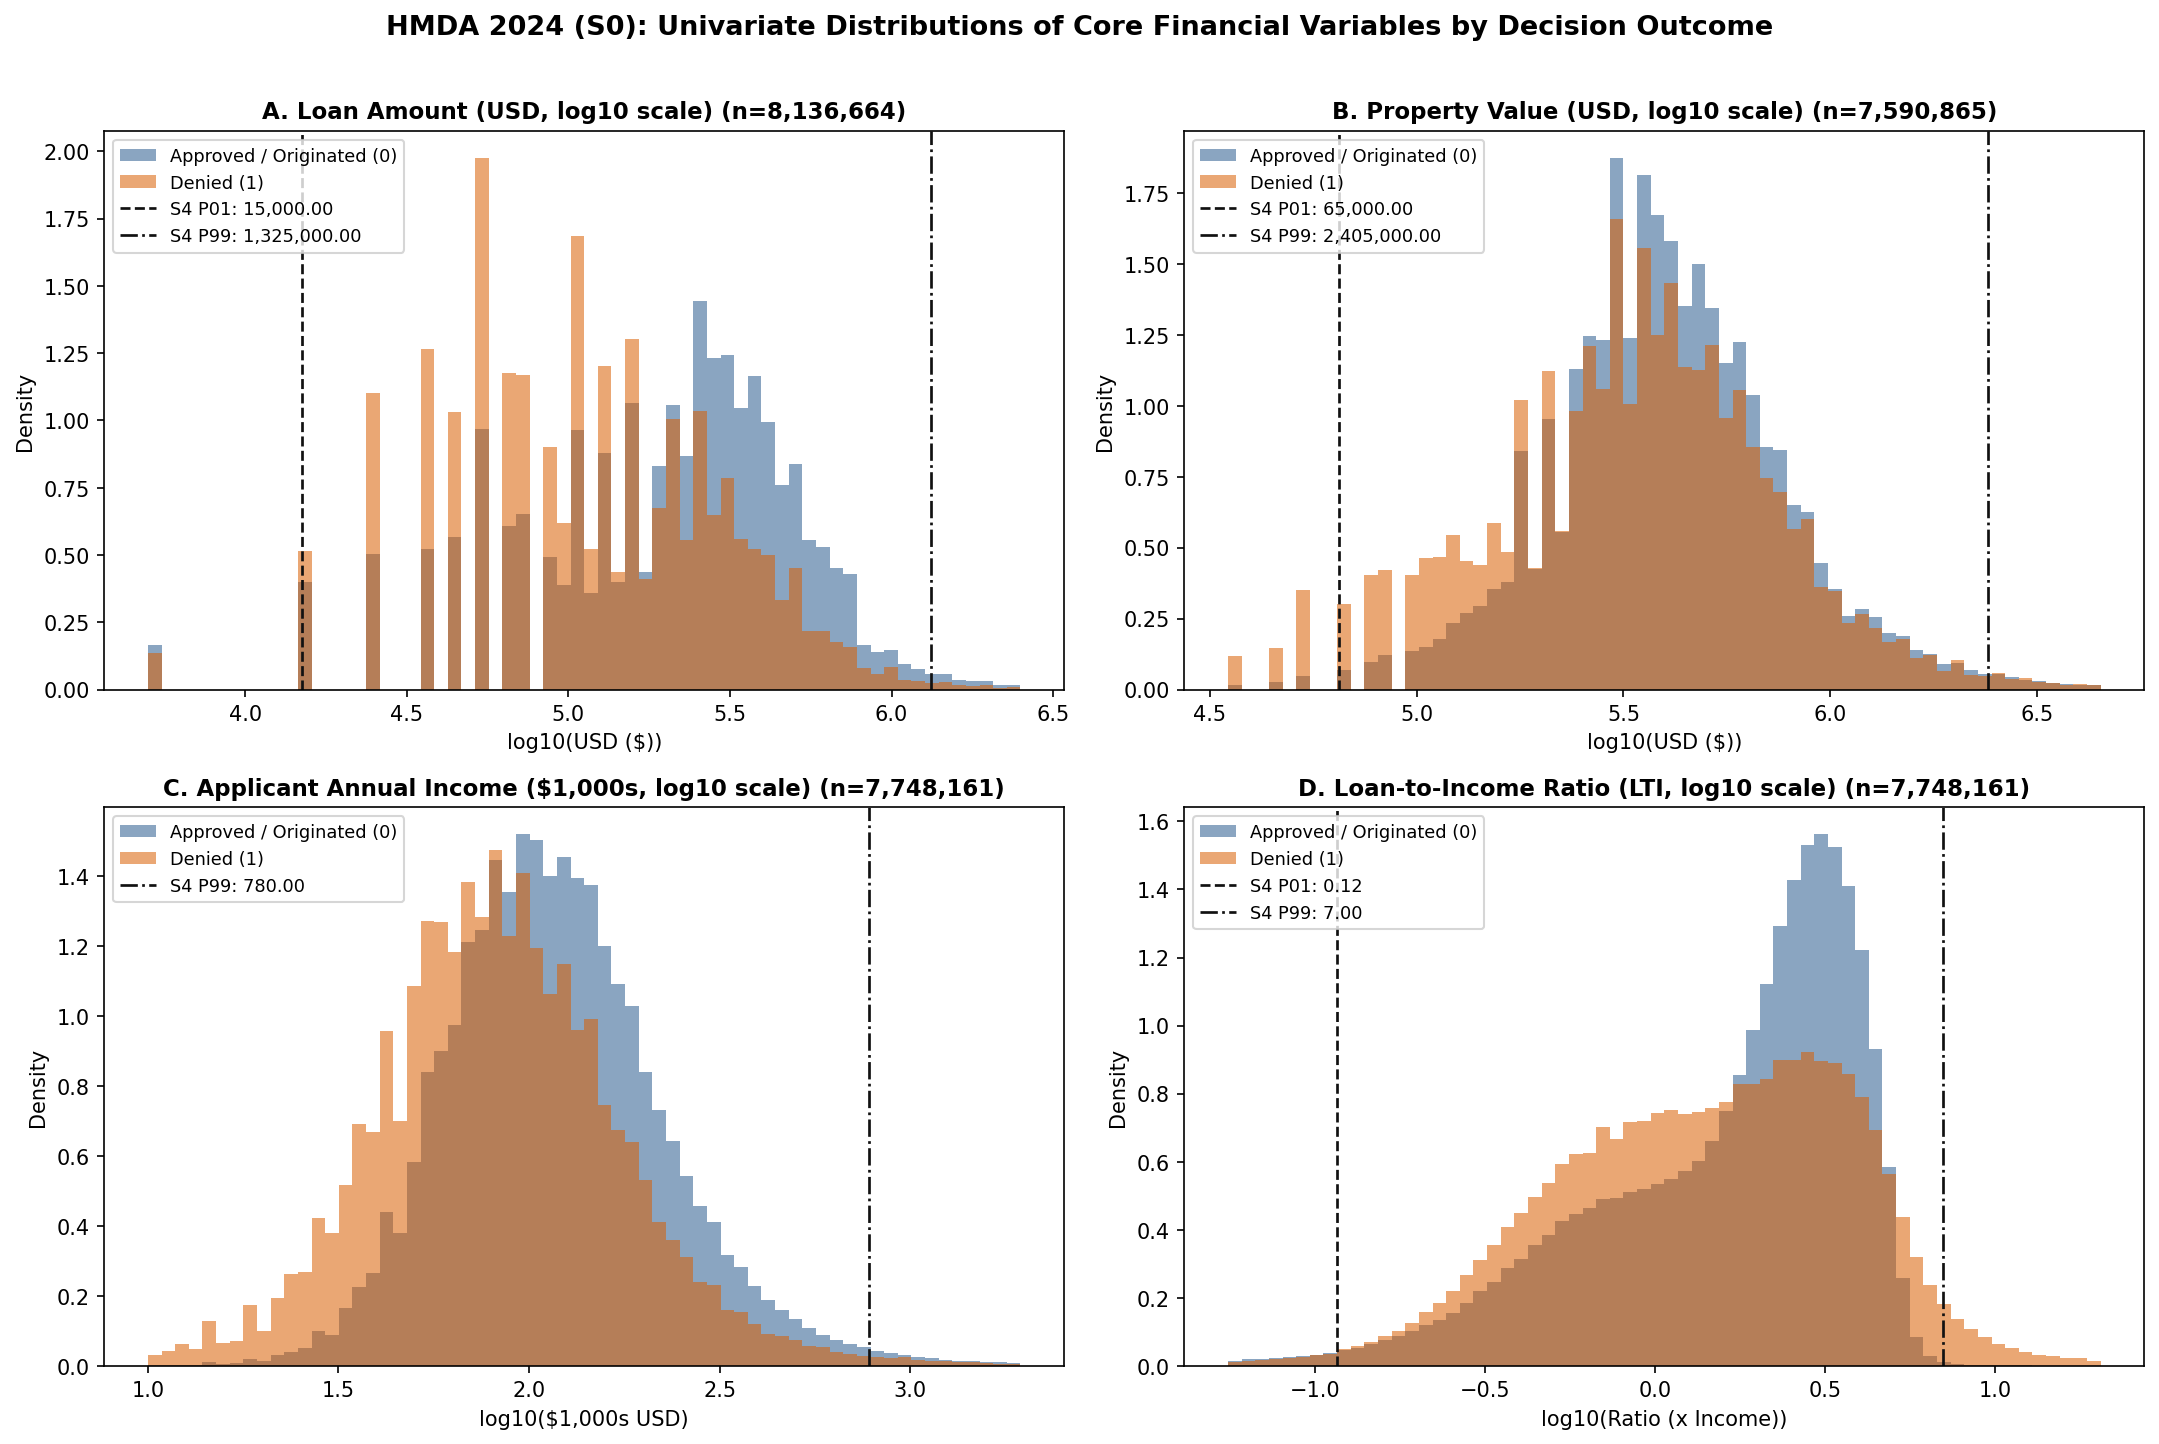 HMDA 2024 (S0): Univariate Distributions of Core Financial Variables by Decision Outcome
A. Loan Amount (USD, log10 scale) (n=8,136,664)
Approved / Originated (0)
Denied (1)
S4 P01: 15,000.00
S4 P99: 1,325,000.00
Density
2.00
1.75
1.50
1.25
1.00
0.75
0.50
0.25
0.00
4.0 4.5 5.0 5.5 6.0 6.5
log10(USD ($))
B. Property Value (USD, log10 scale) (n=7,590,865)
Approved / Originated (0)
Denied (1)
S4 P01: 65,000.00
S4 P99: 2,405,000.00
Density
1.75
1.50
1.25
1.00
0.75
0.50
0.25
0.00
4.5 5.0 5.5 6.0 6.5
log10(USD ($))
C. Applicant Annual Income ($1,000s, log10 scale) (n=7,748,161)
Approved / Originated (0)
Denied (1)
S4 P99: 780.00
Density
1.4
1.2
1.0
0.8
0.6
0.4
0.2
0.0
1.0 1.5 2.0 2.5 3.0
log10($1,000s USD)
D. Loan-to-Income Ratio (LTI, log10 scale) (n=7,748,161)
Approved / Originated (0)
Denied (1)
S4 P01: 0.12
S4 P99: 7.00
Density
1.6
1.4
1.2
1.0
0.8
0.6
0.4
0.2
0.0
−1.0 −0.5 0.0 0.5 1.0
log10(Ratio (x Income))